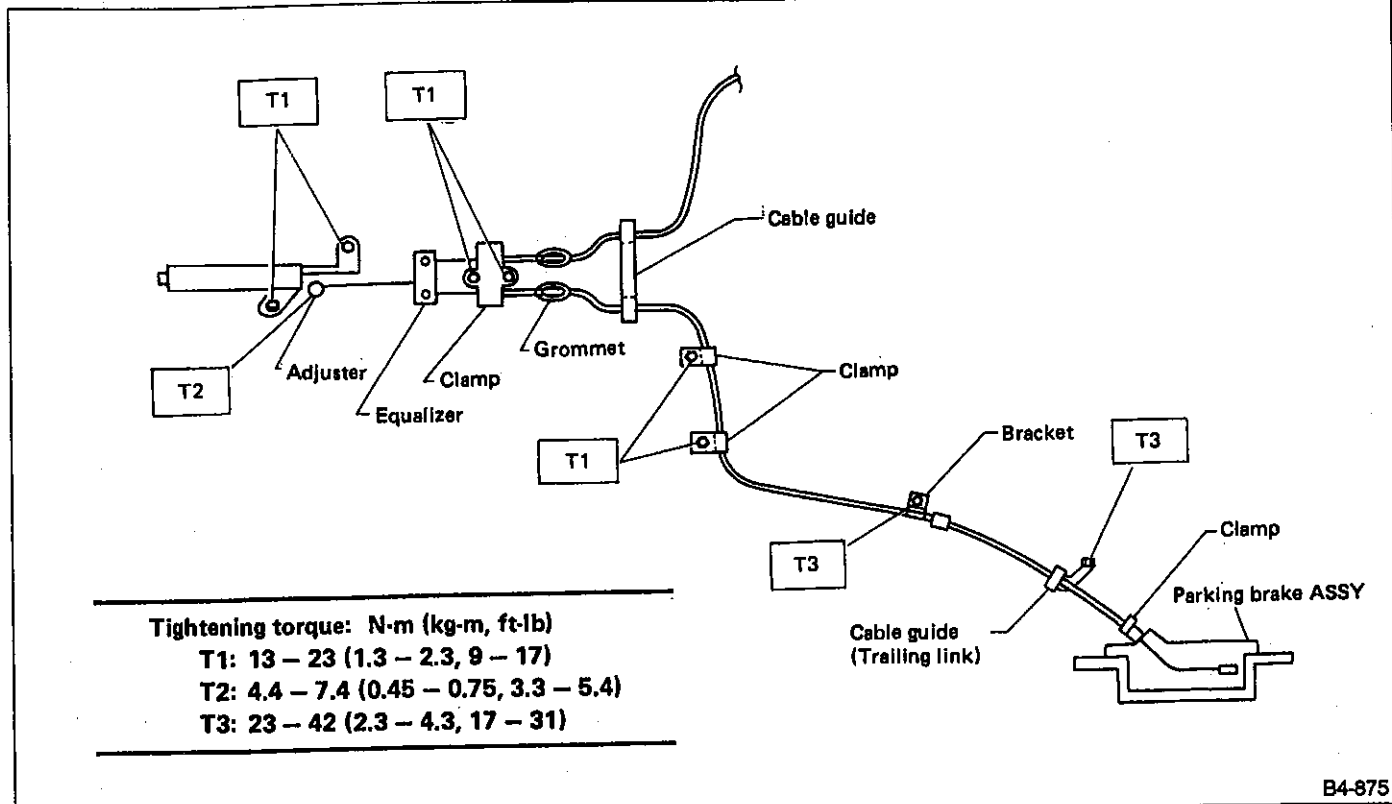 T1
T1
Cable guide
Grommet
Adjuster
Clamp
Clamp
T2
Equalizer
Bracket
T3
T1
Clamp
T3
Parking brake ASSY
Cable guide
(Trailing link)
Tightening torque: N·m (kg-m, ft-lb)
T1: 13 – 23 (1.3 – 2.3, 9 – 17)
T2: 4.4 – 7.4 (0.45 – 0.75, 3.3 – 5.4)
T3: 23 – 42 (2.3 – 4.3, 17 – 31)
B4-875